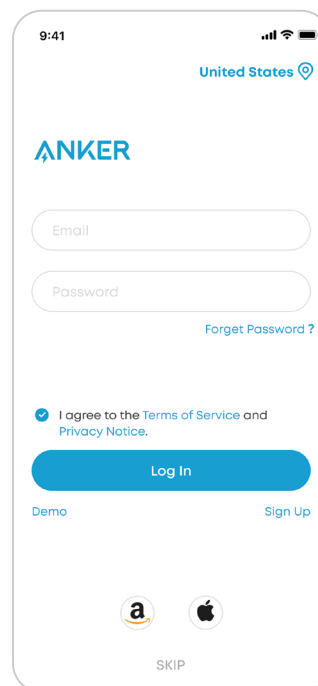 9:41
United States
ANKER
Email
Password
Forget Password ?
I agree to the Terms of Service and
Privacy Notice.
Log In
Demo
Sign Up
a
SKIP